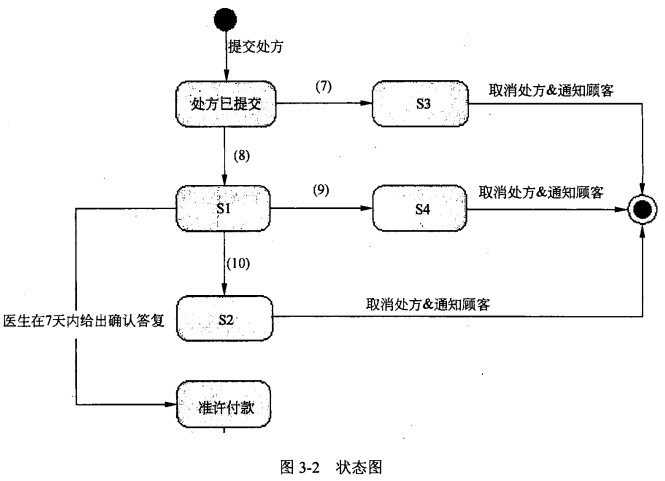 提交处方
处方已提交
(7)
S3
取消处方&通知顾客
(8)
S1
(9)
S4
取消处方&通知顾客
(10)
医生在7天内给出确认答复
S2
取消处方&通知顾客
准许付款
图 3-2 状态图